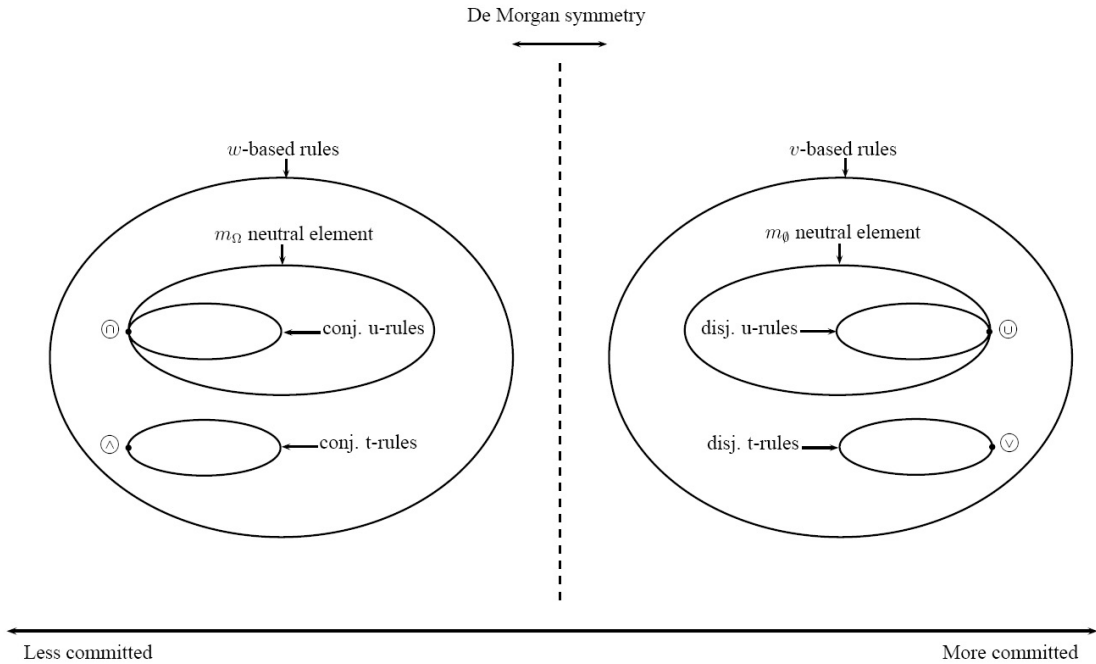 De Morgan symmetry
w-based rules
v-based rules
m_Ω neutral element
m_∅ neutral element
∩
conj. u-rules
disj. u-rules
∪
∧
conj. t-rules
disj. t-rules
∨
Less committed
More committed